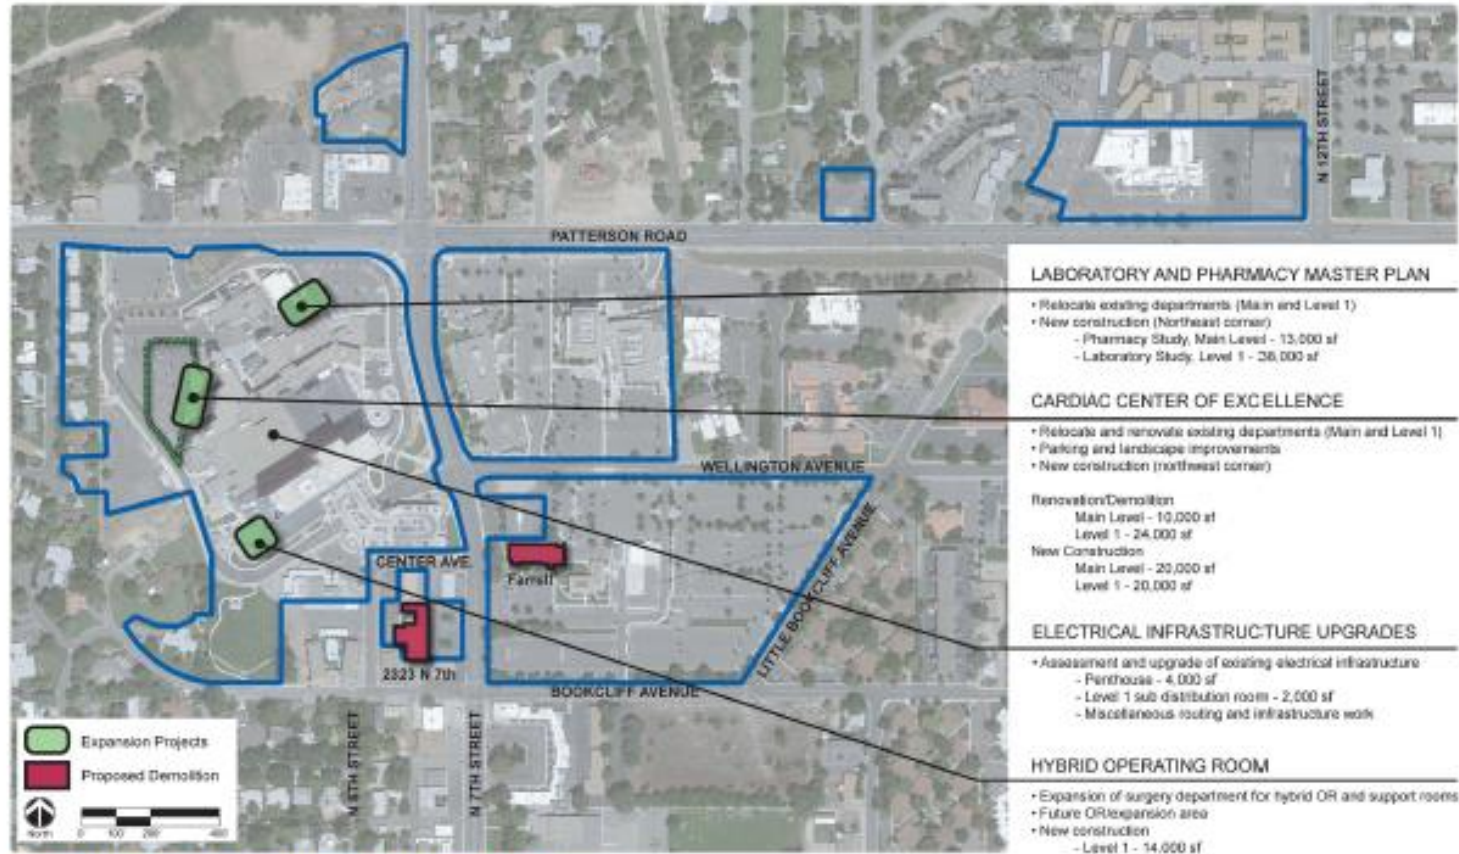 N 12TH STREET
PATTERSON ROAD
WELLINGTON AVENUE
LITTLE BOOKCLIFF AVENUE
CENTER AVE
Farrell
2323 N 7th
BOOKCLIFF AVENUE
N 6TH STREET
N 7TH STREET
Expansion Projects
Proposed Demolition
North
0 100 200 400
LABORATORY AND PHARMACY MASTER PLAN
• Relocate existing departments (Main and Level 1)
• New construction (Northeast corner)
- Pharmacy Study, Main Level - 13,000 sf
- Laboratory Study, Level 1 - 38,000 sf
CARDIAC CENTER OF EXCELLENCE
• Relocate and renovate existing departments (Main and Level 1)
• Parking and landscape improvements
• New construction (northwest corner)
Renovation/Demolition
Main Level - 10,000 sf
Level 1 - 24,000 sf
New Construction
Main Level - 20,000 sf
Level 1 - 20,000 sf
ELECTRICAL INFRASTRUCTURE UPGRADES
• Assessment and upgrade of existing electrical infrastructure
- Penthouse - 4,000 sf
- Level 1 sub distribution room - 2,000 sf
- Miscellaneous routing and infrastructure work
HYBRID OPERATING ROOM
• Expansion of surgery department for hybrid OR and support rooms
• Future OR/expansion area
• New construction
- Level 1 - 14,000 sf